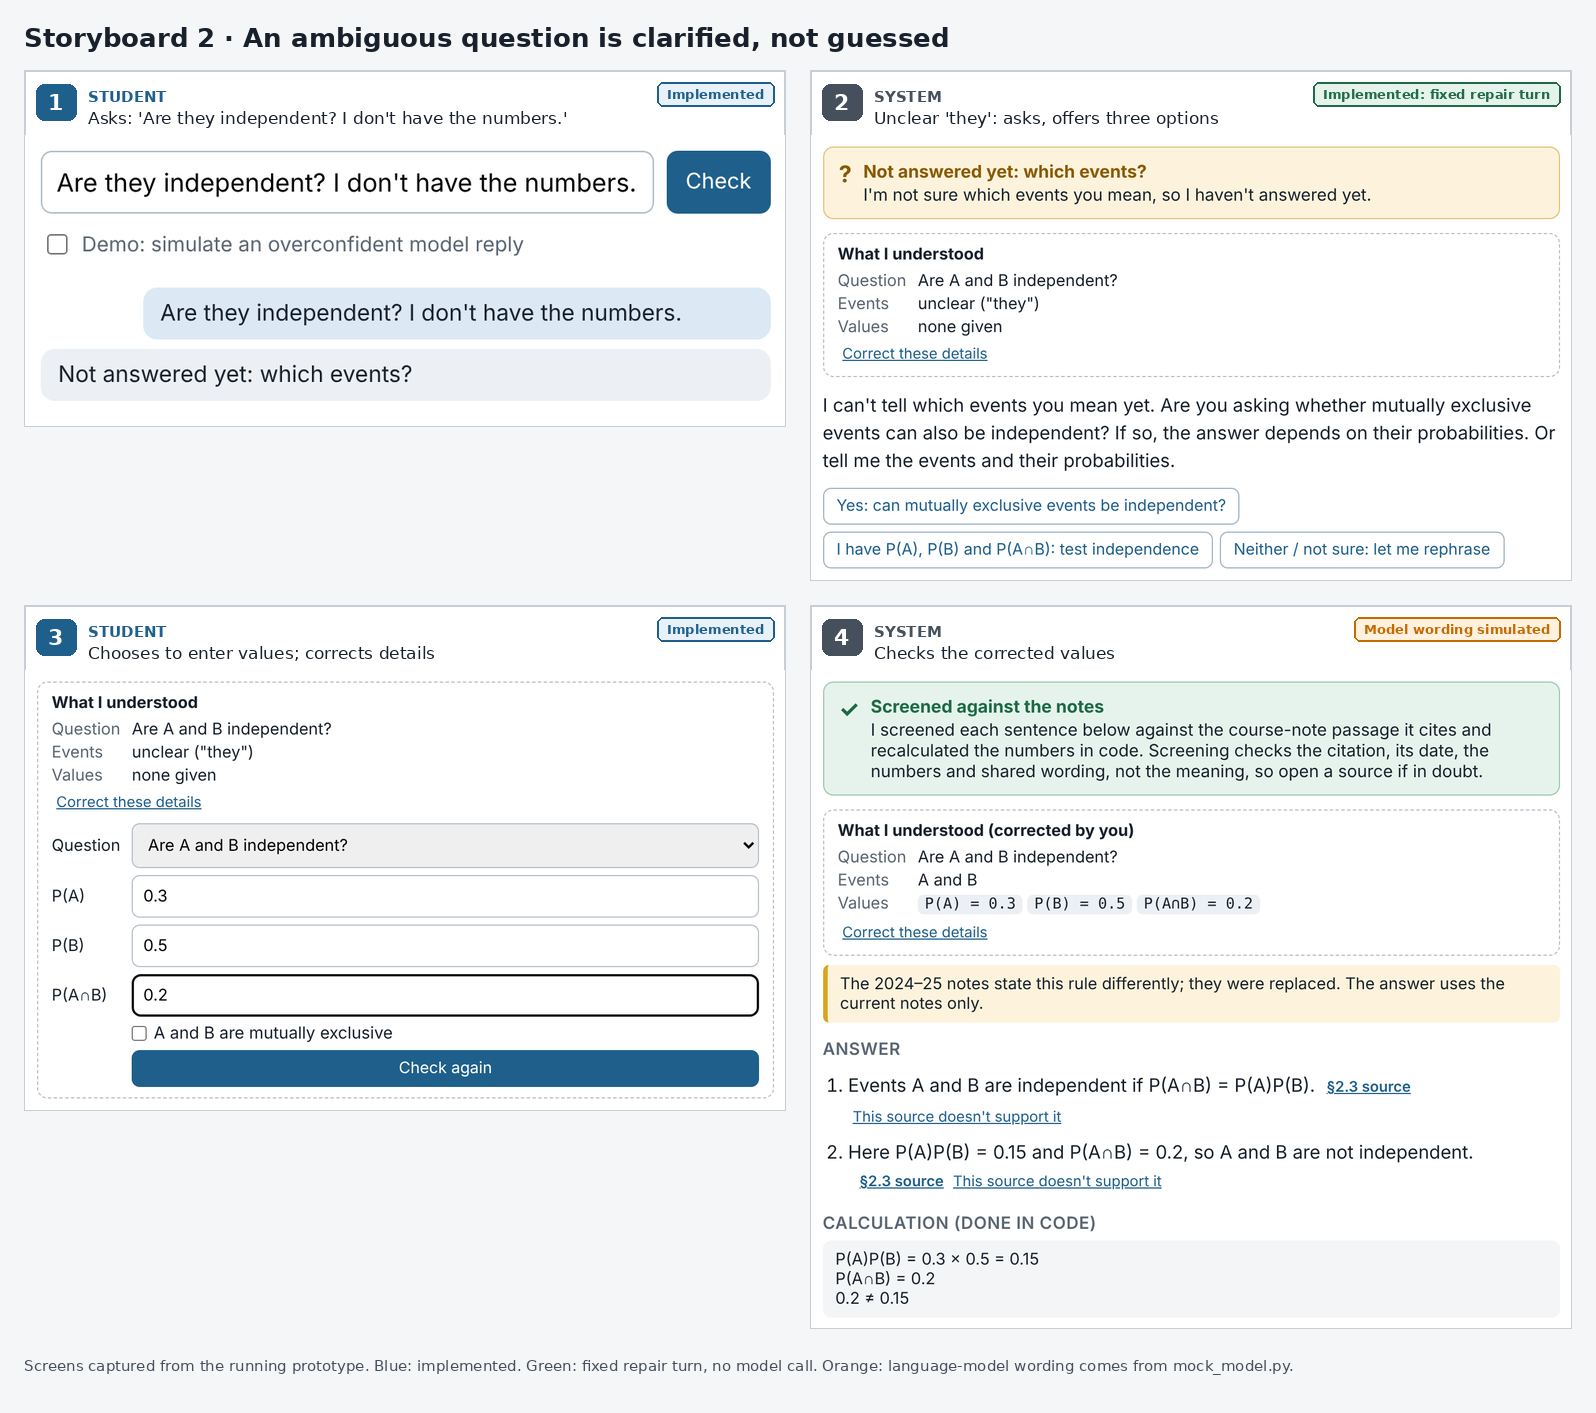 Storyboard 2 · An ambiguous question is clarified, not guessed
1
STUDENT
Implemented
Asks: 'Are they independent? I don't have the numbers.'
Are they independent? I don't have the numbers.
Check
Demo: simulate an overconfident model reply
Are they independent? I don't have the numbers.
Not answered yet: which events?
2
SYSTEM
Implemented: fixed repair turn
Unclear 'they': asks, offers three options
? Not answered yet: which events?
I'm not sure which events you mean, so I haven't answered yet.
What I understood
Question Are A and B independent?
Events unclear ("they")
Values none given
Correct these details
I can't tell which events you mean yet. Are you asking whether mutually exclusive
events can also be independent? If so, the answer depends on their probabilities. Or
tell me the events and their probabilities.
Yes: can mutually exclusive events be independent?
I have P(A), P(B) and P(A∩B): test independence
Neither / not sure: let me rephrase
3
STUDENT
Implemented
Chooses to enter values; corrects details
What I understood
Question Are A and B independent?
Events unclear ("they")
Values none given
Correct these details
Question Are A and B independent?
P(A) 0.3
P(B) 0.5
P(A∩B) 0.2
A and B are mutually exclusive
Check again
4
SYSTEM
Model wording simulated
Checks the corrected values
✓ Screened against the notes
I screened each sentence below against the course-note passage it cites and
recalculated the numbers in code. Screening checks the citation, its date, the
numbers and shared wording, not the meaning, so open a source if in doubt.
What I understood (corrected by you)
Question Are A and B independent?
Events A and B
Values P(A) = 0.3 P(B) = 0.5 P(A∩B) = 0.2
Correct these details
The 2024–25 notes state this rule differently; they were replaced. The answer uses the
current notes only.
ANSWER
1. Events A and B are independent if P(A∩B) = P(A)P(B). §2.3 source
This source doesn't support it
2. Here P(A)P(B) = 0.15 and P(A∩B) = 0.2, so A and B are not independent.
§2.3 source This source doesn't support it
CALCULATION (DONE IN CODE)
P(A)P(B) = 0.3 × 0.5 = 0.15
P(A∩B) = 0.2
0.2 ≠ 0.15
Screens captured from the running prototype. Blue: implemented. Green: fixed repair turn, no model call. Orange: language-model wording comes from mock_model.py.